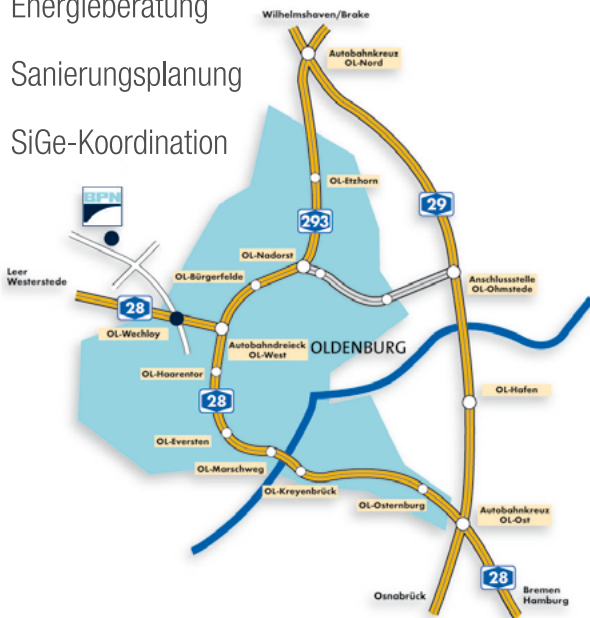 Energieberatung
Sanierungsplanung
SiGe-Koordination
Wilhelmshaven/Brake
Autobahnkreuz
OL-Nord
OL-Etzhorn
29
293
BPN
OL-Nadorst
OL-Bürgerfelde
Leer
Westerstede
Anschlussstelle
OL-Ohmstede
28
OL-Wechloy
Autobahndreieck
OL-West
OLDENBURG
OL-Haarentor
28
OL-Hafen
OL-Eversten
OL-Marschweg
OL-Kreyenbrück
OL-Osternburg
Autobahnkreuz
OL-Ost
28
Osnabrück
Bremen
Hamburg